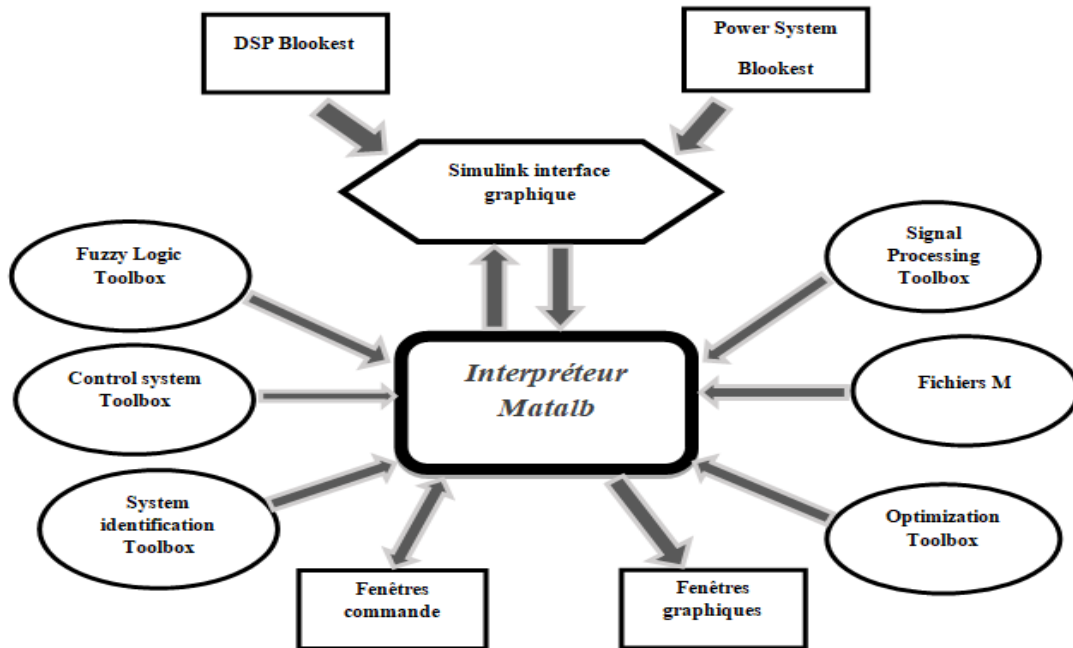 DSP Blookest
Power System
Blookest
Simulink interface
graphique
Fuzzy Logic
Toolbox
Signal
Processing
Toolbox
Interpréteur
Matalb
Control system
Toolbox
Fichiers M
System
identification
Toolbox
Optimization
Toolbox
Fenêtres
commande
Fenêtres
graphiques